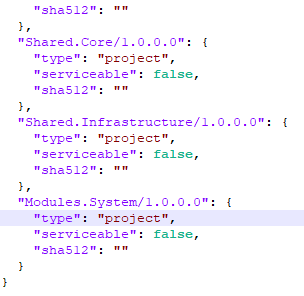 "sha512": ""
},
"Shared.Core/1.0.0.0": {
"type": "project",
"serviceable": false,
"sha512": ""
},
"Shared.Infrastructure/1.0.0.0": {
"type": "project",
"serviceable": false,
"sha512": ""
},
"Modules.System/1.0.0.0": {
"type": "project",
"serviceable": false,
"sha512": ""
}
}